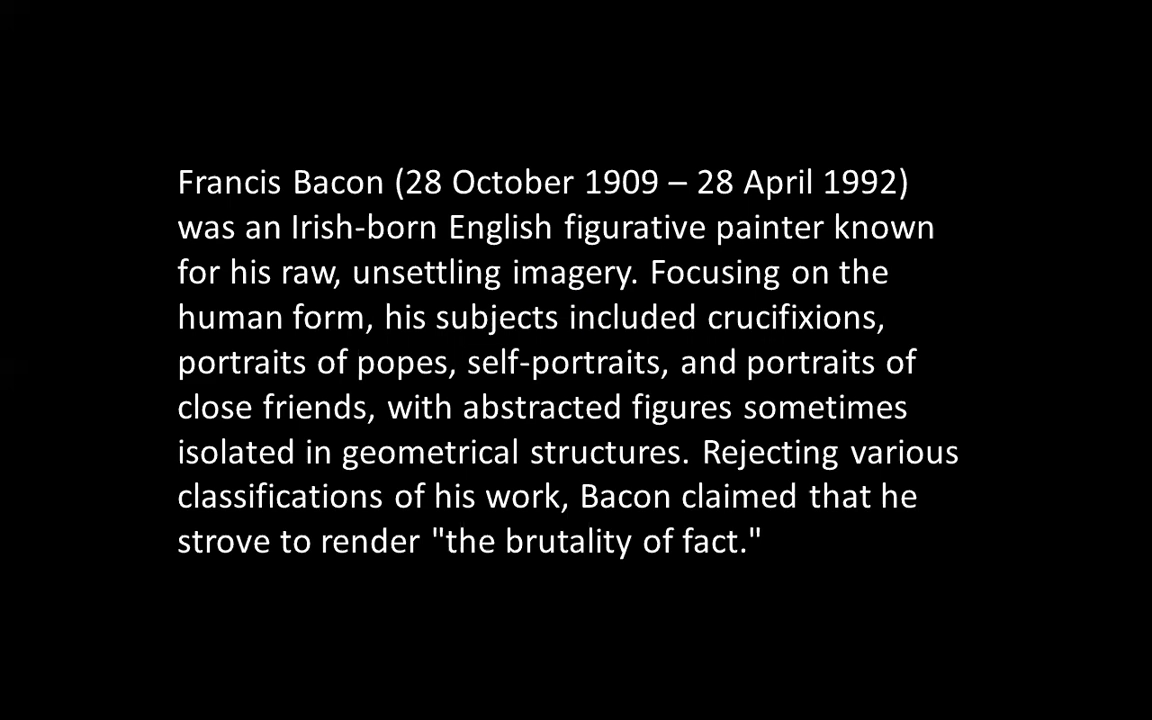 Francis Bacon (28 October 1909 – 28 April 1992)
was an Irish-born English figurative painter known
for his raw, unsettling imagery. Focusing on the
human form, his subjects included crucifixions,
portraits of popes, self-portraits, and portraits of
close friends, with abstracted figures sometimes
isolated in geometrical structures. Rejecting various
classifications of his work, Bacon claimed that he
strove to render "the brutality of fact."